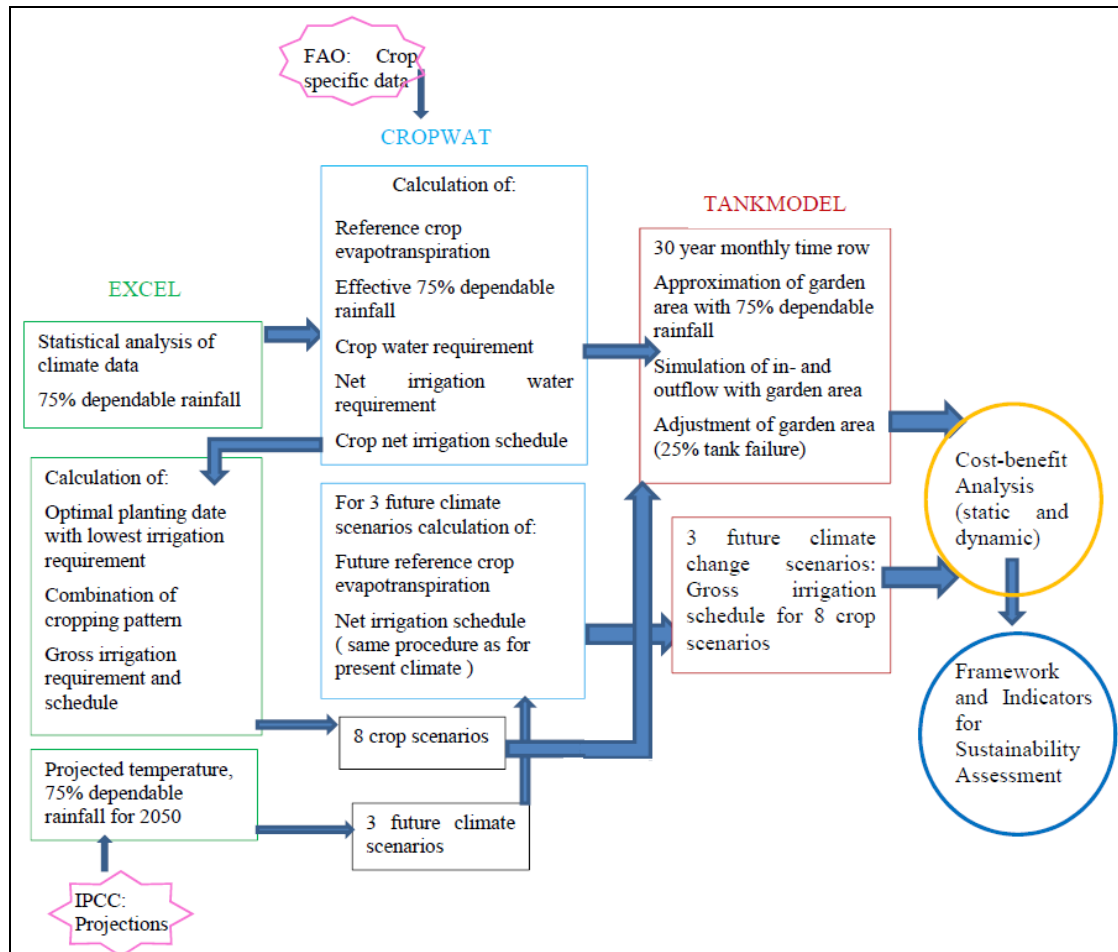 FAO: Crop
specific data
CROPWAT
Calculation of:
Reference crop
evapotranspiration
Effective 75% dependable
rainfall
Crop water requirement
Net irrigation water
requirement
Crop net irrigation schedule
TANKMODEL
30 year monthly time row
Approximation of garden
area with 75% dependable
rainfall
Simulation of in- and
outflow with garden area
Adjustment of garden area
(25% tank failure)
EXCEL
Statistical analysis of
climate data
75% dependable rainfall
Calculation of:
Optimal planting date
with lowest irrigation
requirement
Combination of
cropping pattern
Gross irrigation
requirement and
schedule
For 3 future climate
scenarios calculation of:
Future reference crop
evapotranspiration
Net irrigation schedule
( same procedure as for
present climate )
3 future climate
change scenarios:
Gross irrigation
schedule for 8 crop
scenarios
Cost-benefit
Analysis
(static and
dynamic)
Framework
and Indicators
for
Sustainability
Assessment
8 crop scenarios
Projected temperature,
75% dependable
rainfall for 2050
3 future climate
scenarios
IPCC:
Projections